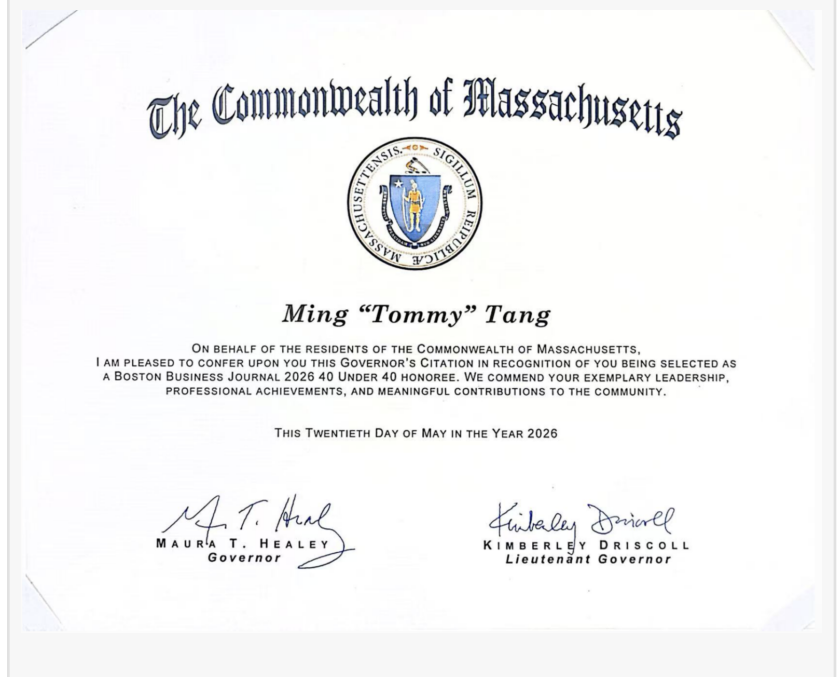 The Commonwealth of Massachusetts
SIGILLUM REIPUBLICÆ MASSACHUSETTENSIS.
Ming “Tommy” Tang
ON BEHALF OF THE RESIDENTS OF THE COMMONWEALTH OF MASSACHUSETTS,
I AM PLEASED TO CONFER UPON YOU THIS GOVERNOR'S CITATION IN RECOGNITION OF YOU BEING SELECTED AS
A BOSTON BUSINESS JOURNAL 2026 40 UNDER 40 HONOREE. WE COMMEND YOUR EXEMPLARY LEADERSHIP,
PROFESSIONAL ACHIEVEMENTS, AND MEANINGFUL CONTRIBUTIONS TO THE COMMUNITY.
THIS TWENTIETH DAY OF MAY IN THE YEAR 2026
M. T. Healy
Kimberley Driscoll
MAURA T. HEALEY
KIMBERLEY DRISCOLL
Governor
Lieutenant Governor